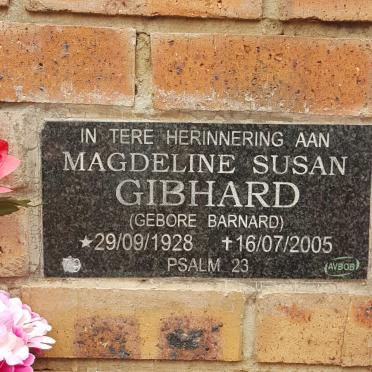 IN TERE HERINNERING AAN
MAGDELINE SUSAN
GIBHARD
(GEBORE BARNARD)
★29/09/1928 ✝16/07/2005
PSALM 23
AVBOB